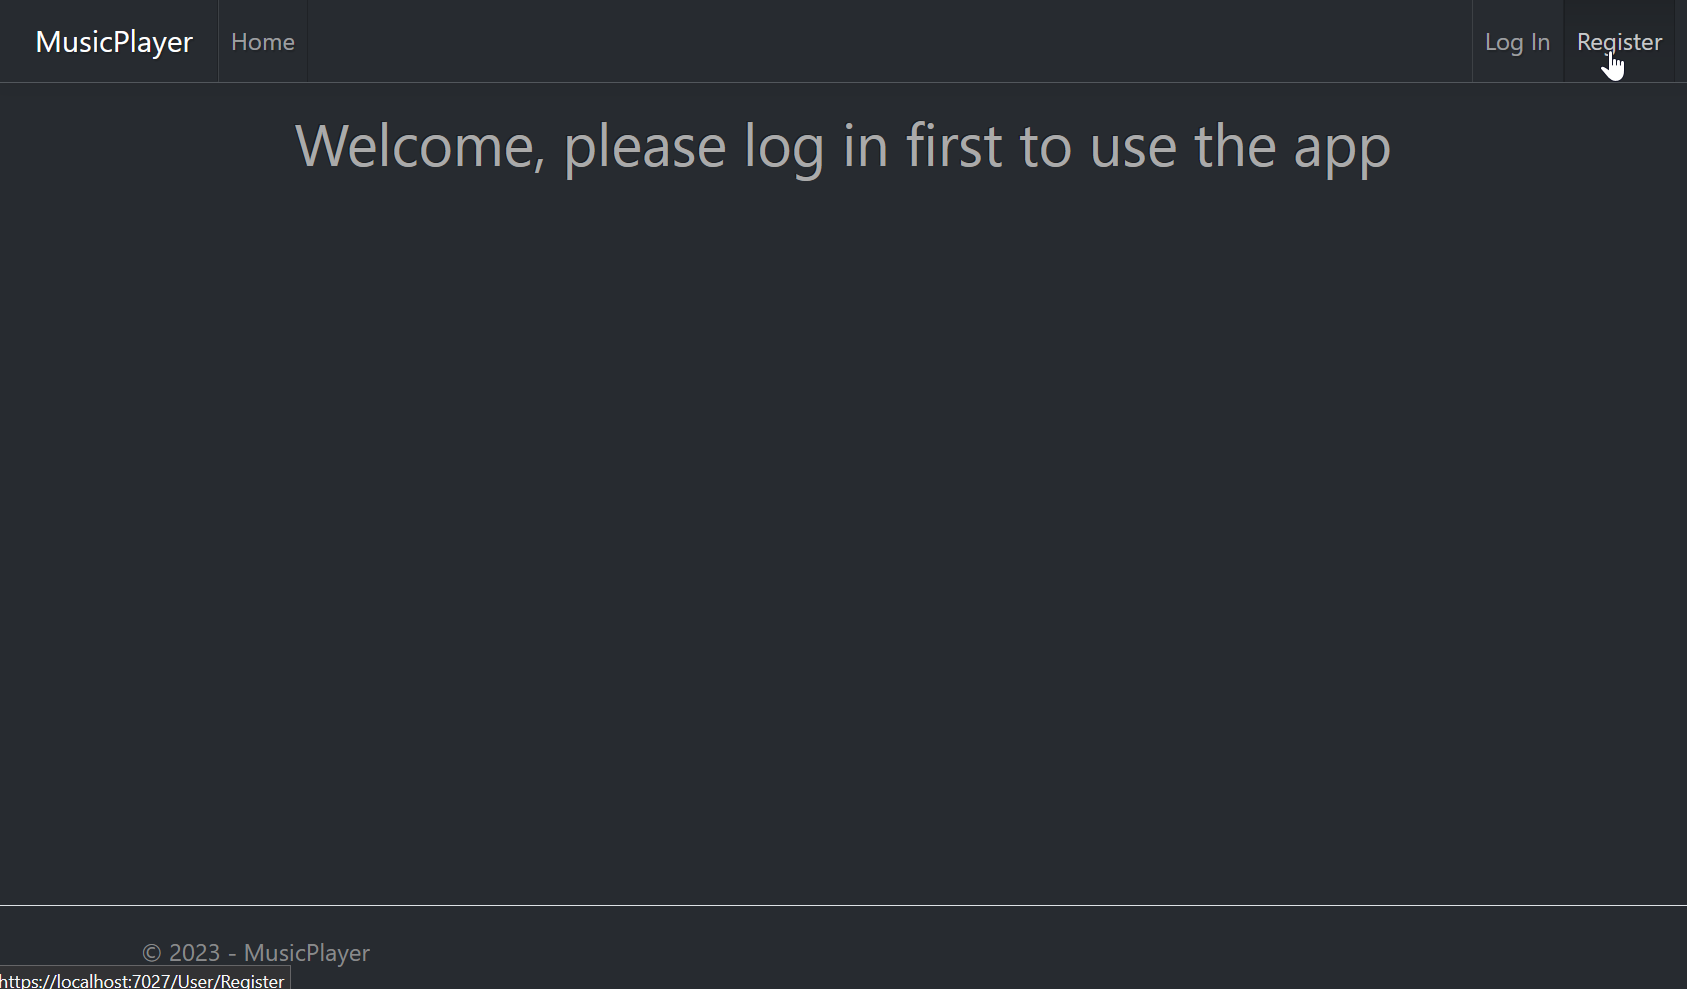 MusicPlayer Home Log In Register
Welcome, please log in first to use the app
© 2023 - MusicPlayer
https://localhost:7027/User/Register